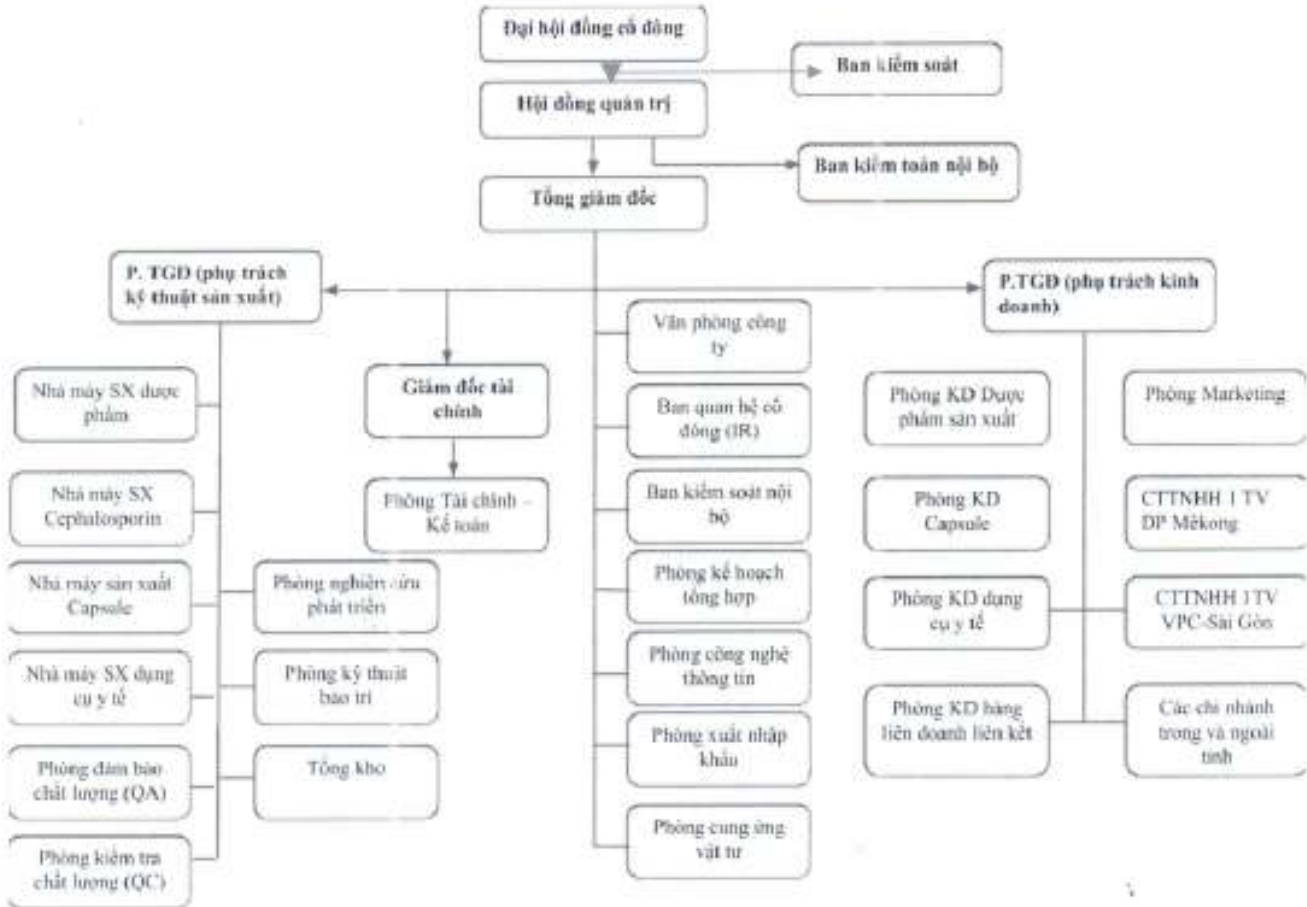 Đại hội đồng cổ đông
Ban kiểm soát
Hội đồng quản trị
Ban kiểm toán nội bộ
Tổng giám đốc
P. TGĐ (phụ trách
kỹ thuật sản xuất)
P.TGĐ (phụ trách kinh
doanh)
Nhà máy SX dược
phẩm
Nhà máy SX
Cephalosporin
Nhà máy sản xuất
Capsule
Nhà máy SX dụng
cụ y tế
Phòng đảm bảo
chất lượng (QA)
Phòng kiểm tra
chất lượng (QC)
Phòng nghiên cứu
phát triển
Phòng kỹ thuật
bảo trì
Tổng kho
Giám đốc tài
chính
Phòng Tài chính –
Kế toán
Văn phòng công
ty
Ban quan hệ cổ
đông (IR)
Ban kiểm soát nội
bộ
Phòng kế hoạch
tổng hợp
Phòng công nghệ
thông tin
Phòng xuất nhập
khẩu
Phòng cung ứng
vật tư
Phòng KD Dược
phẩm sản xuất
Phòng KD
Capsule
Phòng KD dụng
cụ y tế
Phòng KD hàng
liên doanh liên kết
Phòng Marketing
CTTNHH 1 TV
DP Mêkong
CTTNHH 1TV
VPC-Sài Gòn
Các chi nhánh
trong và ngoài
tỉnh